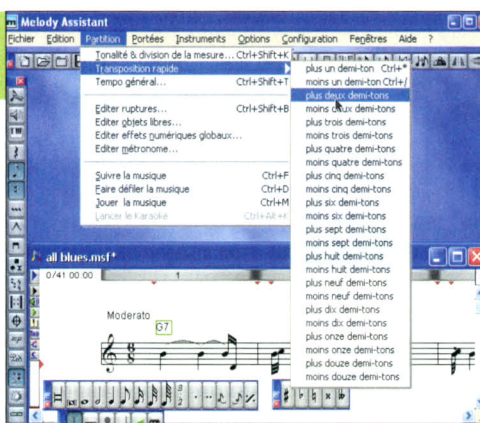 Melody Assistant
Fichier Edition Partition Portées Instruments Options Configuration Fenêtres Aide ?
Tonalité & division de la mesure... Ctrl+Shift+K
Transposition rapide
Tempo général... Ctrl+Shift+T
Editer ruptures... Ctrl+Shift+B
Editer objets libres...
Editer effets numériques globaux...
Editer métronome...
Suivre la musique Ctrl+F
Faire défiler la musique Ctrl+D
Jouer la musique Ctrl+M
Lancer le Karaoké Ctrl+Alt+K
plus un demi-ton Ctrl+*
moins un demi-ton Ctrl+/
plus deux demi-tons
moins deux demi-tons
plus trois demi-tons
moins trois demi-tons
plus quatre demi-tons
moins quatre demi-tons
plus cinq demi-tons
moins cinq demi-tons
plus six demi-tons
moins six demi-tons
plus sept demi-tons
moins sept demi-tons
plus huit demi-tons
moins huit demi-tons
plus neuf demi-tons
moins neuf demi-tons
plus dix demi-tons
moins dix demi-tons
plus onze demi-tons
moins onze demi-tons
plus douze demi-tons
moins douze demi-tons
all blues.msf*
0/41 00:00 1
Moderato
G7